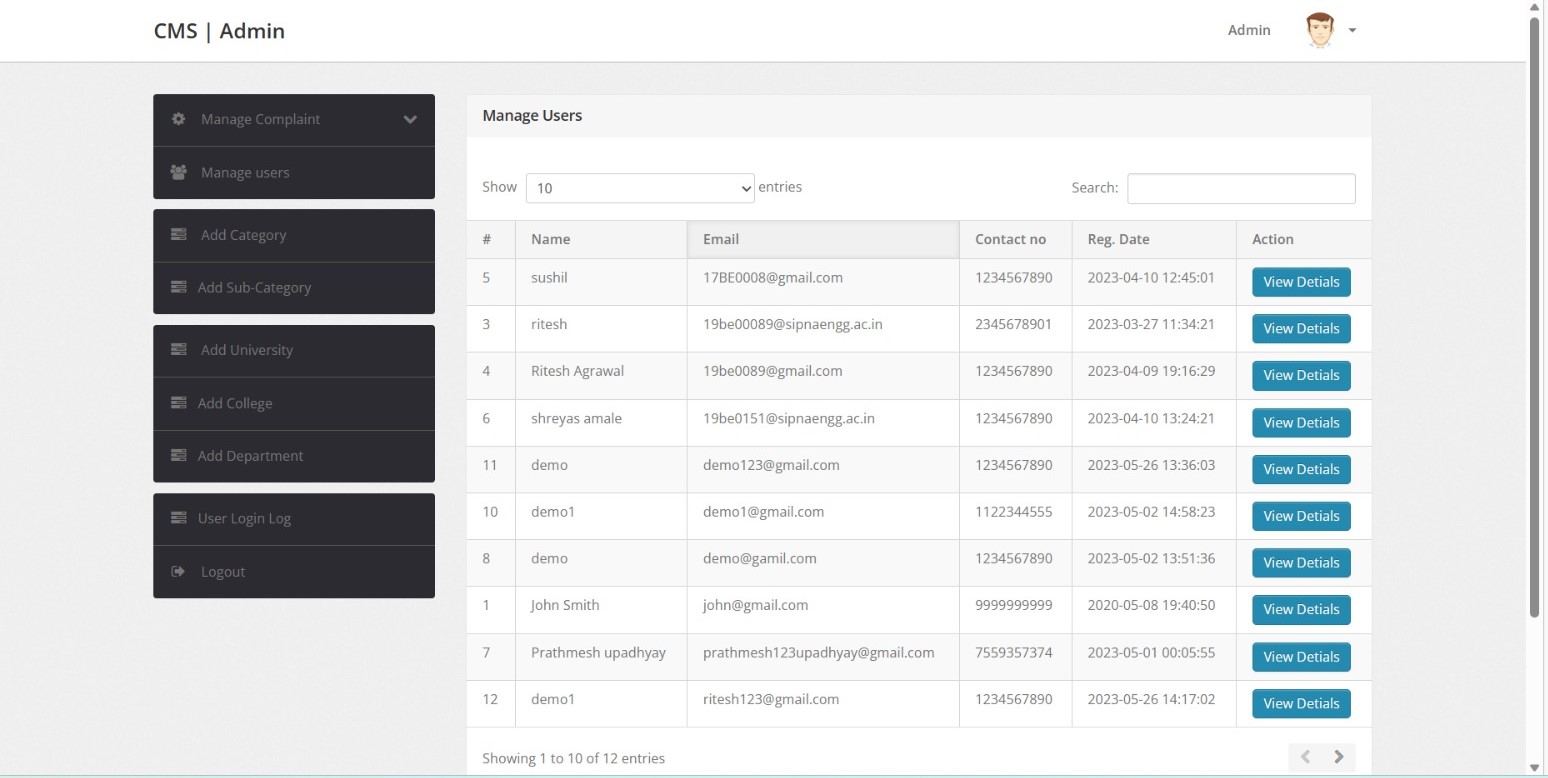 CMS | Admin
Admin
Manage Complaint
Manage users
Add Category
Add Sub-Category
Add University
Add College
Add Department
User Login Log
Logout
Manage Users
Show 10 entries
Search:
# Name Email Contact no Reg. Date Action
5 sushil 17BE0008@gmail.com 1234567890 2023-04-10 12:45:01 View Detials
3 ritesh 19be00089@sipnaengg.ac.in 2345678901 2023-03-27 11:34:21 View Detials
4 Ritesh Agrawal 19be0089@gmail.com 1234567890 2023-04-09 19:16:29 View Detials
6 shreyas amale 19be0151@sipnaengg.ac.in 1234567890 2023-04-10 13:24:21 View Detials
11 demo demo123@gmail.com 1234567890 2023-05-26 13:36:03 View Detials
10 demo1 demo1@gmail.com 1122344555 2023-05-02 14:58:23 View Detials
8 demo demo@gamil.com 1234567890 2023-05-02 13:51:36 View Detials
1 John Smith john@gmail.com 9999999999 2020-05-08 19:40:50 View Detials
7 Prathmesh upadhyay prathmesh123upadhyay@gmail.com 7559357374 2023-05-01 00:05:55 View Detials
12 demo1 ritesh123@gmail.com 1234567890 2023-05-26 14:17:02 View Detials
Showing 1 to 10 of 12 entries